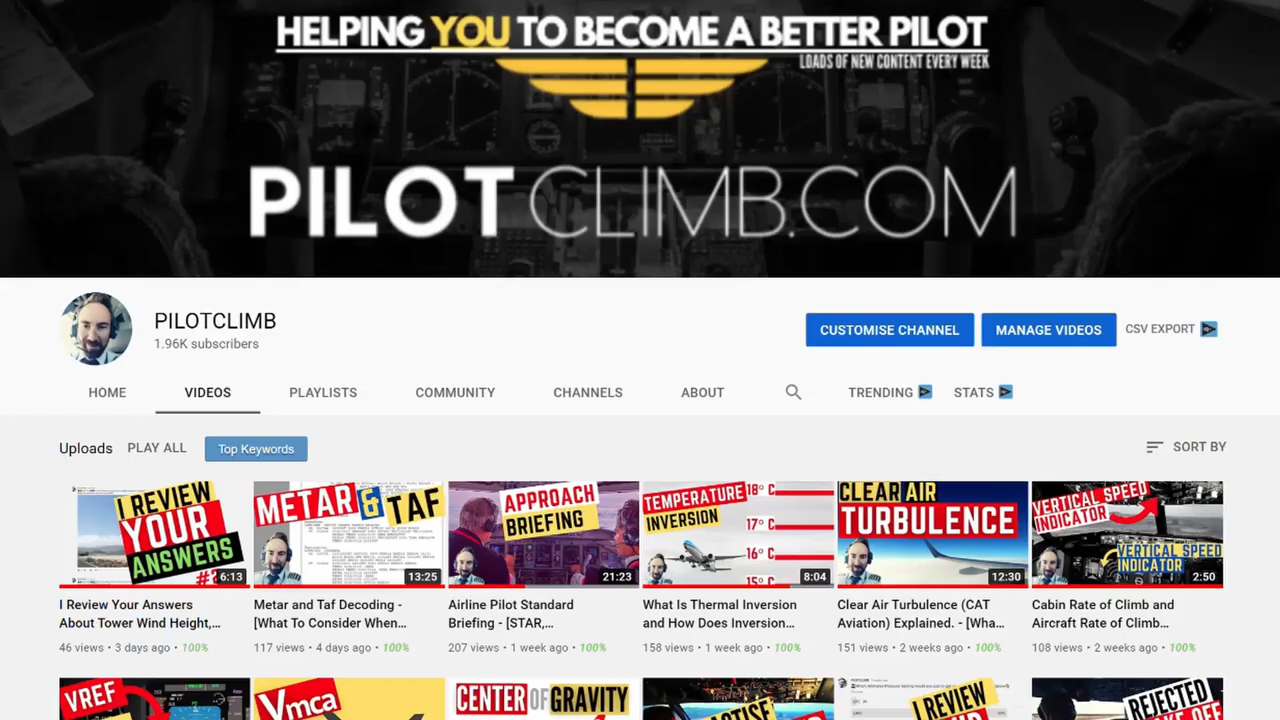 HELPING YOU TO BECOME A BETTER PILOT
LOADS OF NEW CONTENT EVERY WEEK
PILOTCLIMB.COM
PILOTCLIMB
1.96K subscribers
CUSTOMISE CHANNEL
MANAGE VIDEOS
CSV EXPORT
HOME
VIDEOS
PLAYLISTS
COMMUNITY
CHANNELS
ABOUT
TRENDING
STATS
Uploads
PLAY ALL
Top Keywords
SORT BY
I REVIEW
YOUR
ANSWERS
6:13
METAR & TAF
13:25
APPROACH
BRIEFING
21:23
TEMPERATURE
INVERSION
18° C
17° C
16° C
15° C
8:04
CLEAR AIR
TURBULENCE
12:30
VERTICAL SPEED
INDICATOR
VERTICAL SPEED
INDICATOR
2:50
I Review Your Answers
About Tower Wind Height,...
46 views • 3 days ago • 100%
Metar and Taf Decoding -
[What To Consider When...
117 views • 4 days ago • 100%
Airline Pilot Standard
Briefing - [STAR,...
207 views • 1 week ago • 100%
What Is Thermal Inversion
and How Does Inversion...
158 views • 1 week ago • 100%
Clear Air Turbulence (CAT
Aviation) Explained. - [Wha...
151 views • 2 weeks ago • 100%
Cabin Rate of Climb and
Aircraft Rate of Climb...
108 views • 2 weeks ago • 100%
VREF
Vmca
CENTER OF GRAVITY
I REVIEW
REJECTED